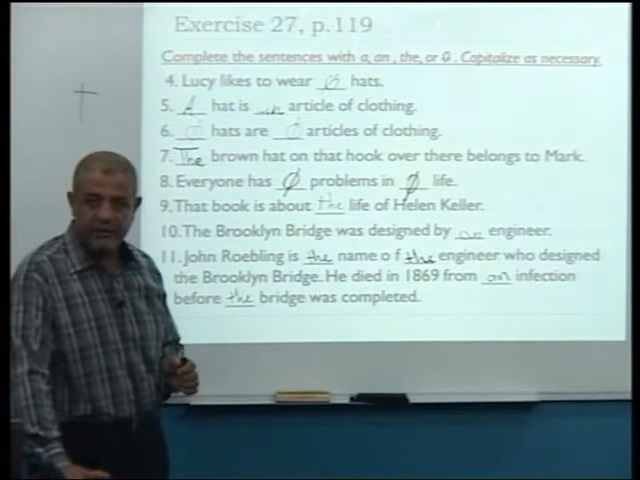 Exercise 27, p.119
Complete the sentences with a, an, the, or Ø. Capitalize as necessary.
4. Lucy likes to wear Ø hats.
5. A hat is an article of clothing.
6. Ø hats are Ø articles of clothing.
7. The brown hat on that hook over there belongs to Mark.
8. Everyone has Ø problems in Ø life.
9. That book is about the life of Helen Keller.
10. The Brooklyn Bridge was designed by an engineer.
11. John Roebling is the name o f the engineer who designed
the Brooklyn Bridge. He died in 1869 from an infection
before the bridge was completed.